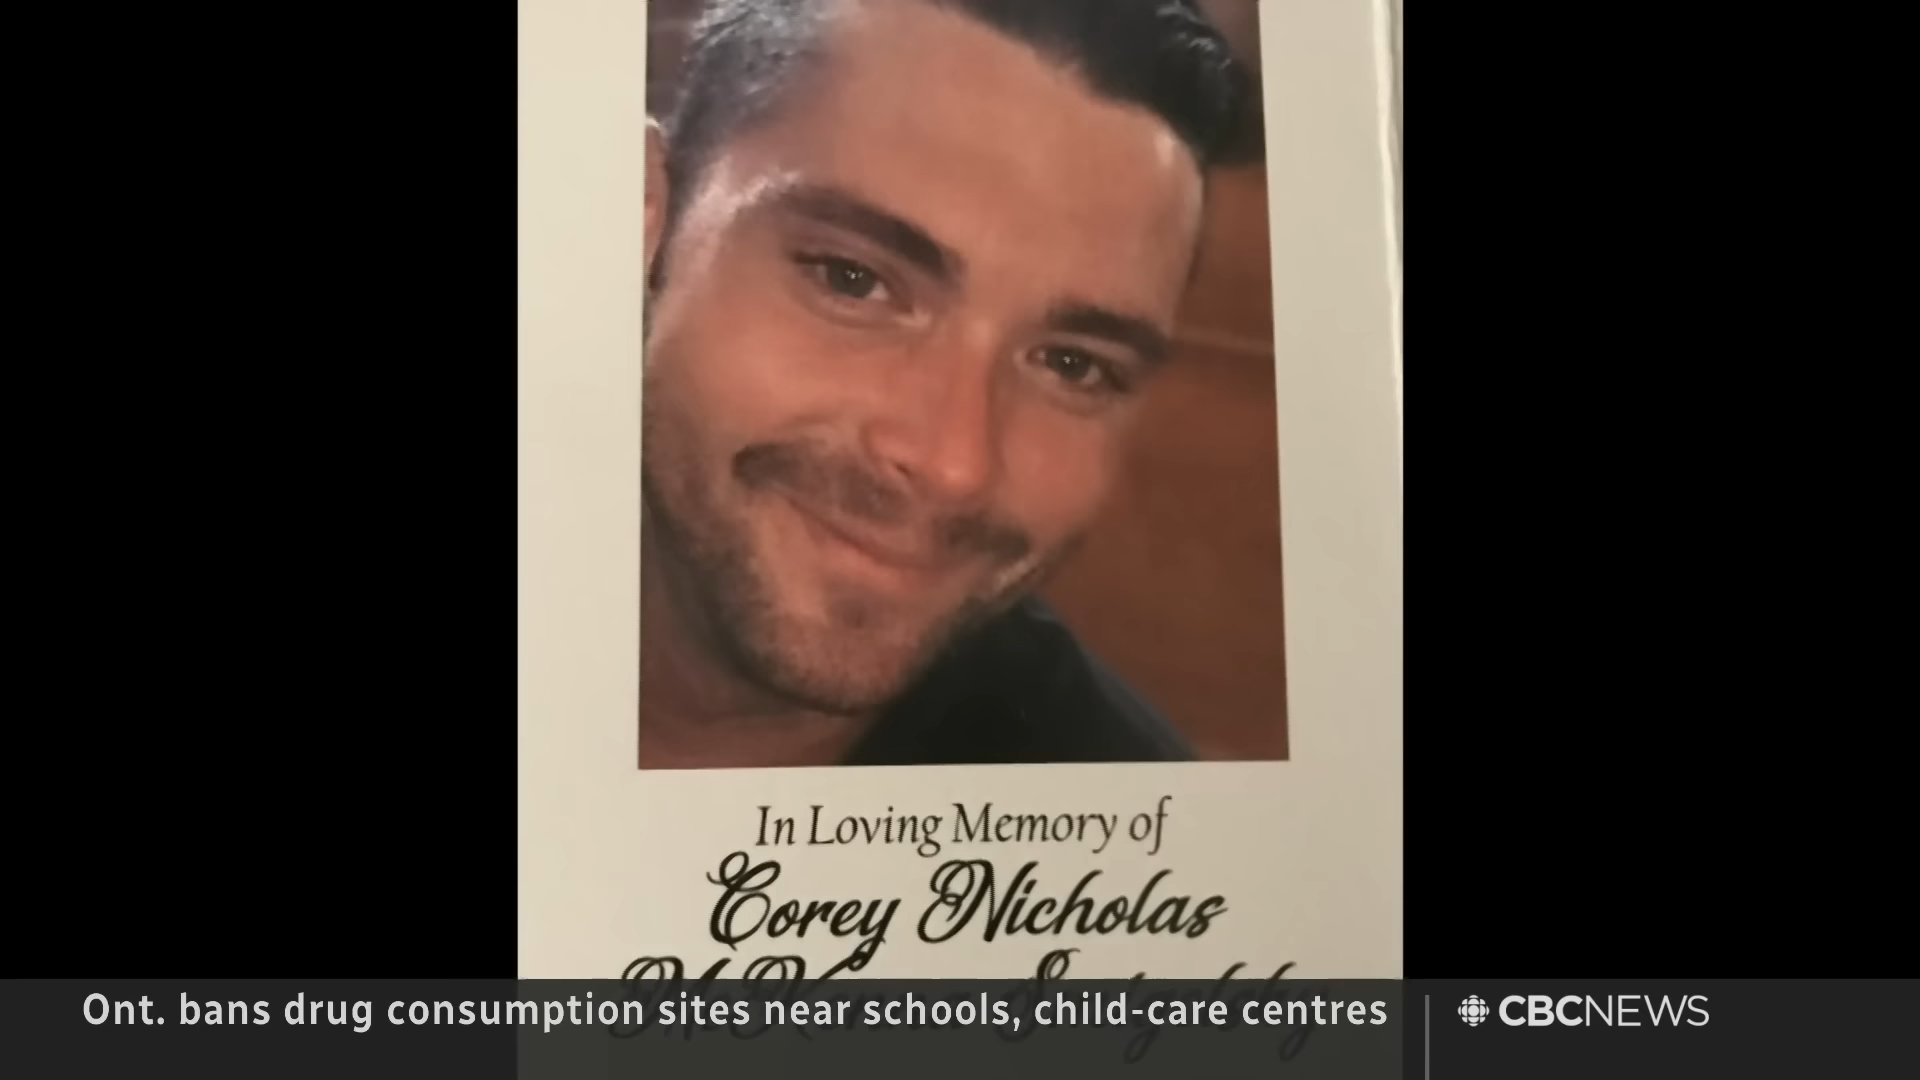 In Loving Memory of
Corey Nicholas
Ont. bans drug consumption sites near schools, child-care centres
CBCNEWS